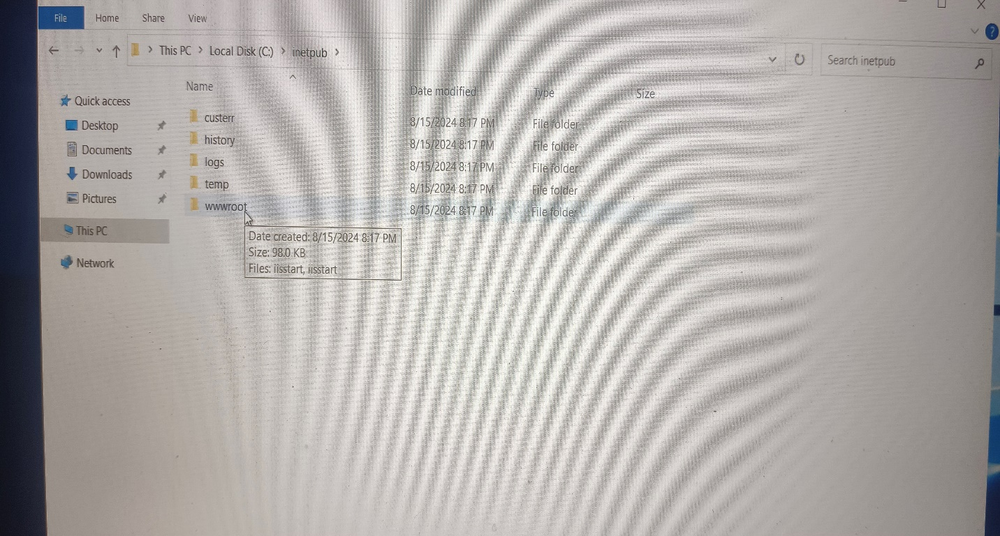 File Home Share View
This PC Local Disk (C:) inetpub
Search inetpub
Name Date modified Type Size
Quick access
Desktop
Documents
Downloads
Pictures
This PC
Network
custerr 8/15/2024 8:17 PM File folder
history 8/15/2024 8:17 PM File folder
logs 8/15/2024 8:17 PM File folder
temp 8/15/2024 8:17 PM File folder
wwwroot 8/15/2024 8:17 PM File folder
Date created: 8/15/2024 8:17 PM
Size: 98.0 KB
Files: iisstart, iisstart